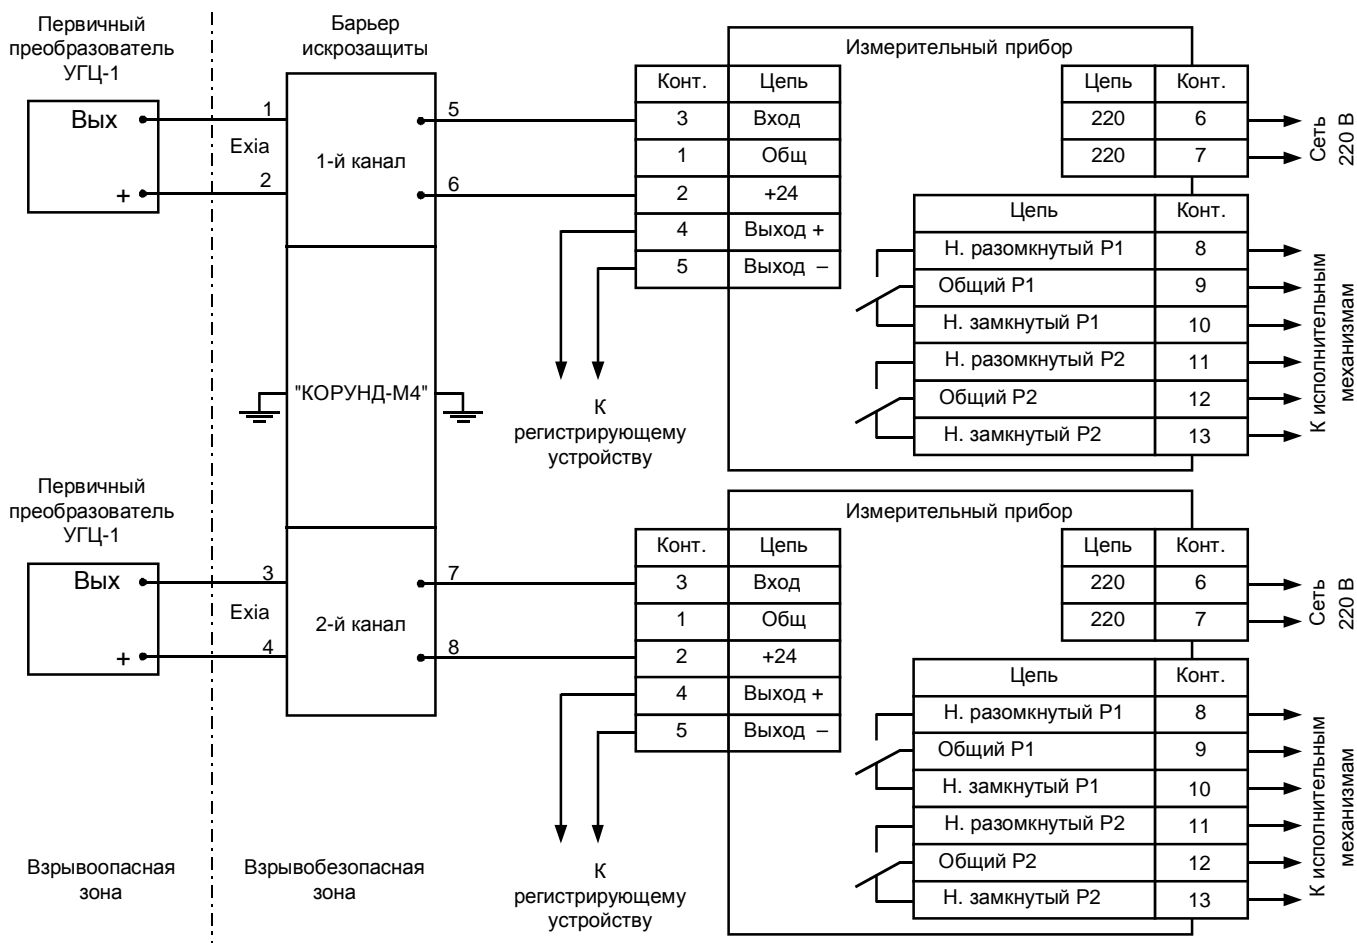 Первичный
преобразователь
УГЦ-1
Барьер
искрозащиты
Измерительный прибор
Вых
+
1
Exia
2
1-й канал
5
6
Конт. Цепь
3 Вход
1 Общ
2 +24
4 Выход +
5 Выход –
Цепь Конт.
220 6
220 7
Сеть
220 В
Цепь Конт.
Н. разомкнутый Р1 8
Общий Р1 9
Н. замкнутый Р1 10
Н. разомкнутый Р2 11
Общий Р2 12
Н. замкнутый Р2 13
К исполнительным
механизмам
"КОРУНД-М4"
К
регистрирующему
устройству
Первичный
преобразователь
УГЦ-1
Измерительный прибор
Вых
+
3
Exia
4
2-й канал
7
8
Конт. Цепь
3 Вход
1 Общ
2 +24
4 Выход +
5 Выход –
Цепь Конт.
220 6
220 7
Сеть
220 В
Цепь Конт.
Н. разомкнутый Р1 8
Общий Р1 9
Н. замкнутый Р1 10
Н. разомкнутый Р2 11
Общий Р2 12
Н. замкнутый Р2 13
К исполнительным
механизмам
К
регистрирующему
устройству
Взрывоопасная
зона
Взрывобезопасная
зона